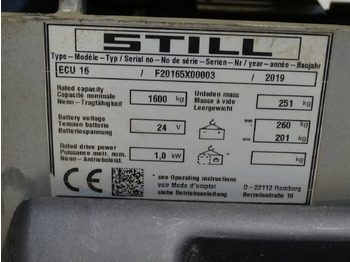 STILL
Type – Modèle – Typ / Serial no – No de série – Serien – Nr / year – année – Baujahr
ECU 16 / F20165X00003 / 2019
Rated capacity
Capacité nominale
Nenn – Tragfähigkeit
1600 kg
Unladen mass
Masse à vide
Leergewicht
251 kg
Battery voltage
Tension batterie
Batteriespannung
24 V
max 260 kg
min 201 kg
Rated drive power
Puissance motr. nom.
Nenn – Antriebsleist.
1,0 kW
* kg
CE
* see Operating instructions
voir Mode d'emploi
siehe Betriebsanleitung
D – 22113 Hamburg
Berzeliusstraße 10